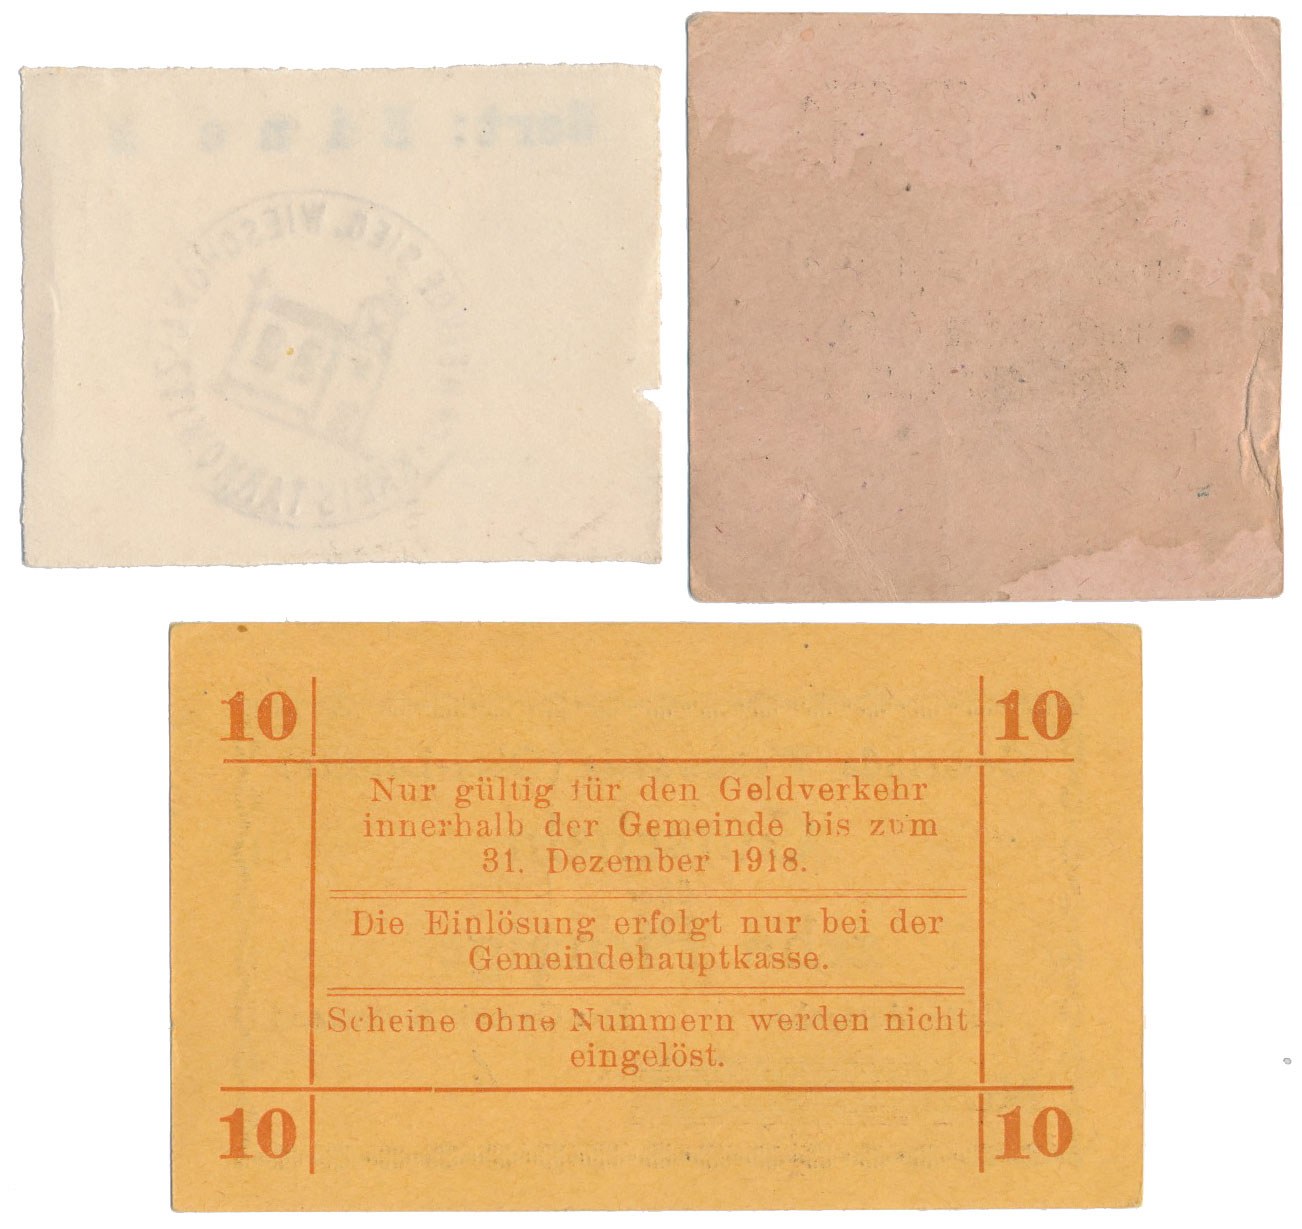 10 10
Nur gültig für den Geldverkehr
innerhalb der Gemeinde bis zum
31. Dezember 1918.
Die Einlösung erfolgt nur bei der
Gemeindehauptkasse.
Scheine ohne Nummern werden nicht
eingelöst.
10 10